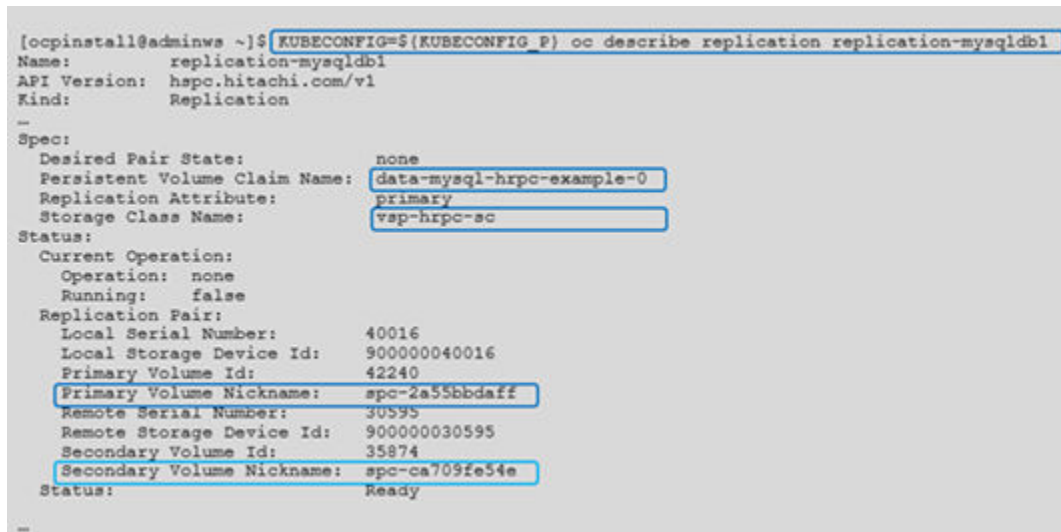 [ocpinstall@adminws ~]$ KUBECONFIG=${KUBECONFIG_P} oc describe replication replication-mysqldb1
Name:         replication-mysqldb1
API Version:  hspc.hitachi.com/v1
Kind:         Replication
…
Spec:
  Desired Pair State:             none
  Persistent Volume Claim Name:   data-mysql-hrpc-example-0
  Replication Attribute:          primary
  Storage Class Name:             vsp-hrpc-sc
Status:
  Current Operation:
    Operation:  none
    Running:    false
  Replication Pair:
    Local Serial Number:          40016
    Local Storage Device Id:      900000040016
    Primary Volume Id:            42240
    Primary Volume Nickname:      spc-2a55bbdaff
    Remote Serial Number:         30595
    Remote Storage Device Id:     900000030595
    Secondary Volume Id:          35874
    Secondary Volume Nickname:    spc-ca709fe54e
  Status:                         Ready
…